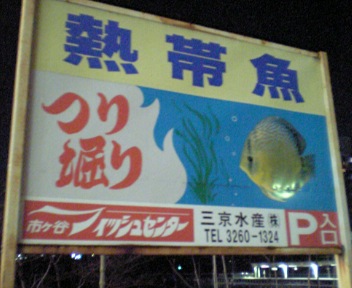 熱帯魚
つり
堀り
市ヶ谷フィッシュセンター
三京水産㈱
TEL 3260-1324
P入口